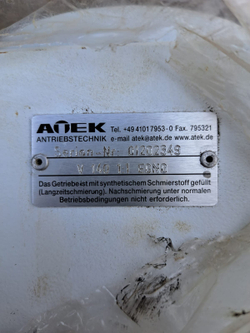 ATEK Tel. +49 41017953-0 Fax. 795321
ANTRIEBSTECHNIK e-mail atek@atek.de www.atek.de
Das Getriebe ist mit synthetischem Schmierstoff gefüllt
(Langzeitschmierung). Nachschmierung unter normalen
Betriebsbedingungen nicht erforderlich.